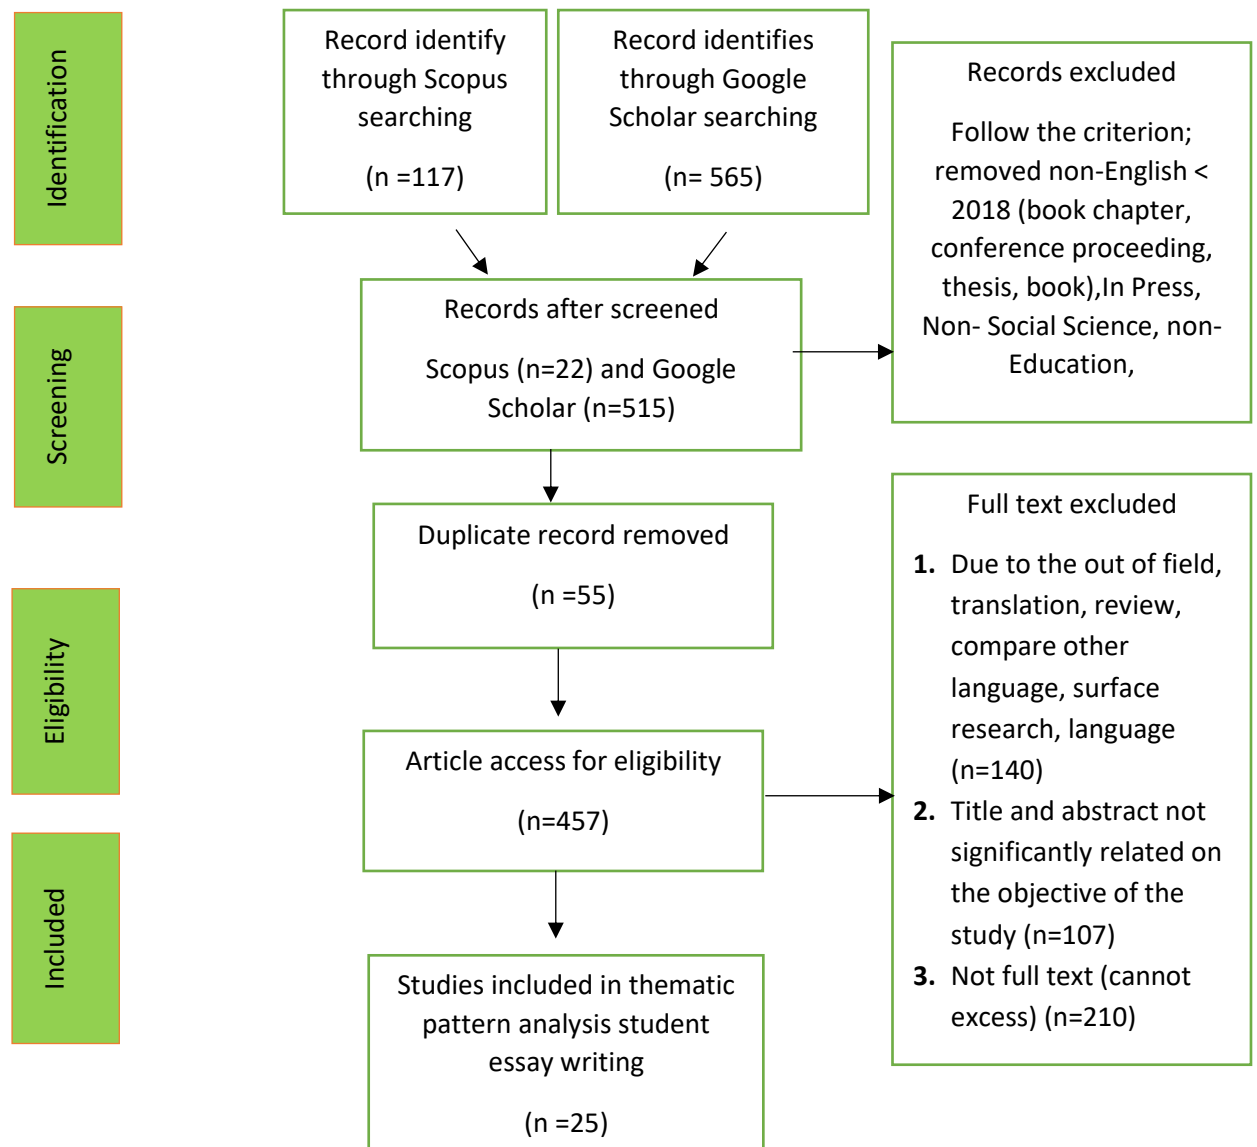 Identification
Record identify
through Scopus
searching
(n =117)
Record identifies
through Google
Scholar searching
(n= 565)
Records excluded
Follow the criterion;
removed non-English <
2018 (book chapter,
conference proceeding,
thesis, book),In Press,
Non- Social Science, non-
Education,
Screening
Records after screened
Scopus (n=22) and Google
Scholar (n=515)
Duplicate record removed
(n =55)
Eligibility
Article access for eligibility
(n=457)
Full text excluded
1. Due to the out of field,
translation, review,
compare other
language, surface
research, language
(n=140)
2. Title and abstract not
significantly related on
the objective of the
study (n=107)
3. Not full text (cannot
excess) (n=210)
Included
Studies included in thematic
pattern analysis student
essay writing
(n =25)